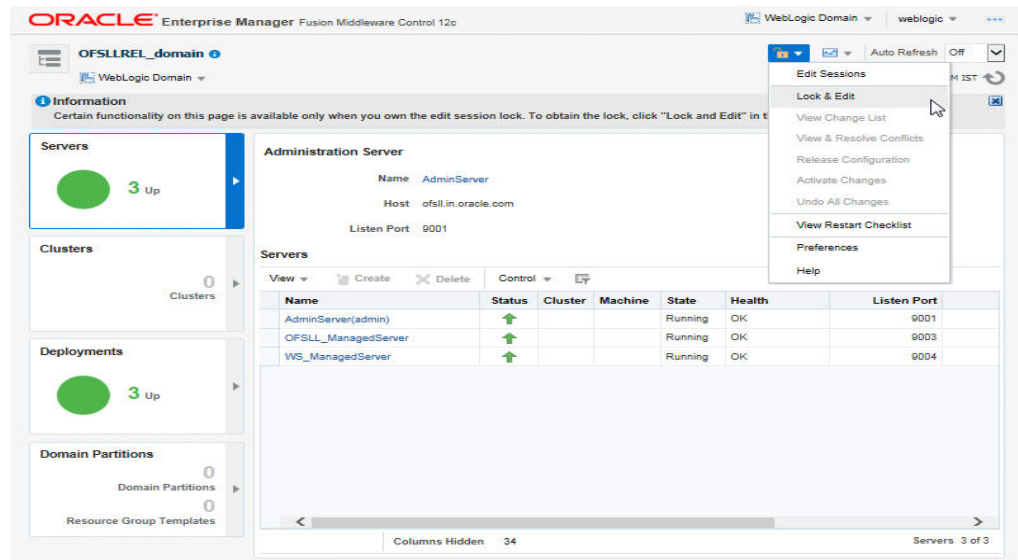 ORACLE Enterprise Manager Fusion Middleware Control 12c
WebLogic Domain
weblogic
OFSLLREL_domain
Auto Refresh Off
WebLogic Domain
M IST
Information
Certain functionality on this page is available only when you own the edit session lock. To obtain the lock, click "Lock and Edit" in t
Edit Sessions
Lock & Edit
View Change List
View & Resolve Conflicts
Release Configuration
Activate Changes
Undo All Changes
View Restart Checklist
Preferences
Help
Servers
3 Up
Clusters
0
Clusters
Deployments
3 Up
Domain Partitions
0
Domain Partitions
0
Resource Group Templates
Administration Server
Name AdminServer
Host ofsll.in.oracle.com
Listen Port 9001
Servers
View Create Delete Control
Name Status Cluster Machine State Health Listen Port
AdminServer(admin) Running OK 9001
OFSLL_ManagedServer Running OK 9003
WS_ManagedServer Running OK 9004
Columns Hidden 34
Servers 3 of 3